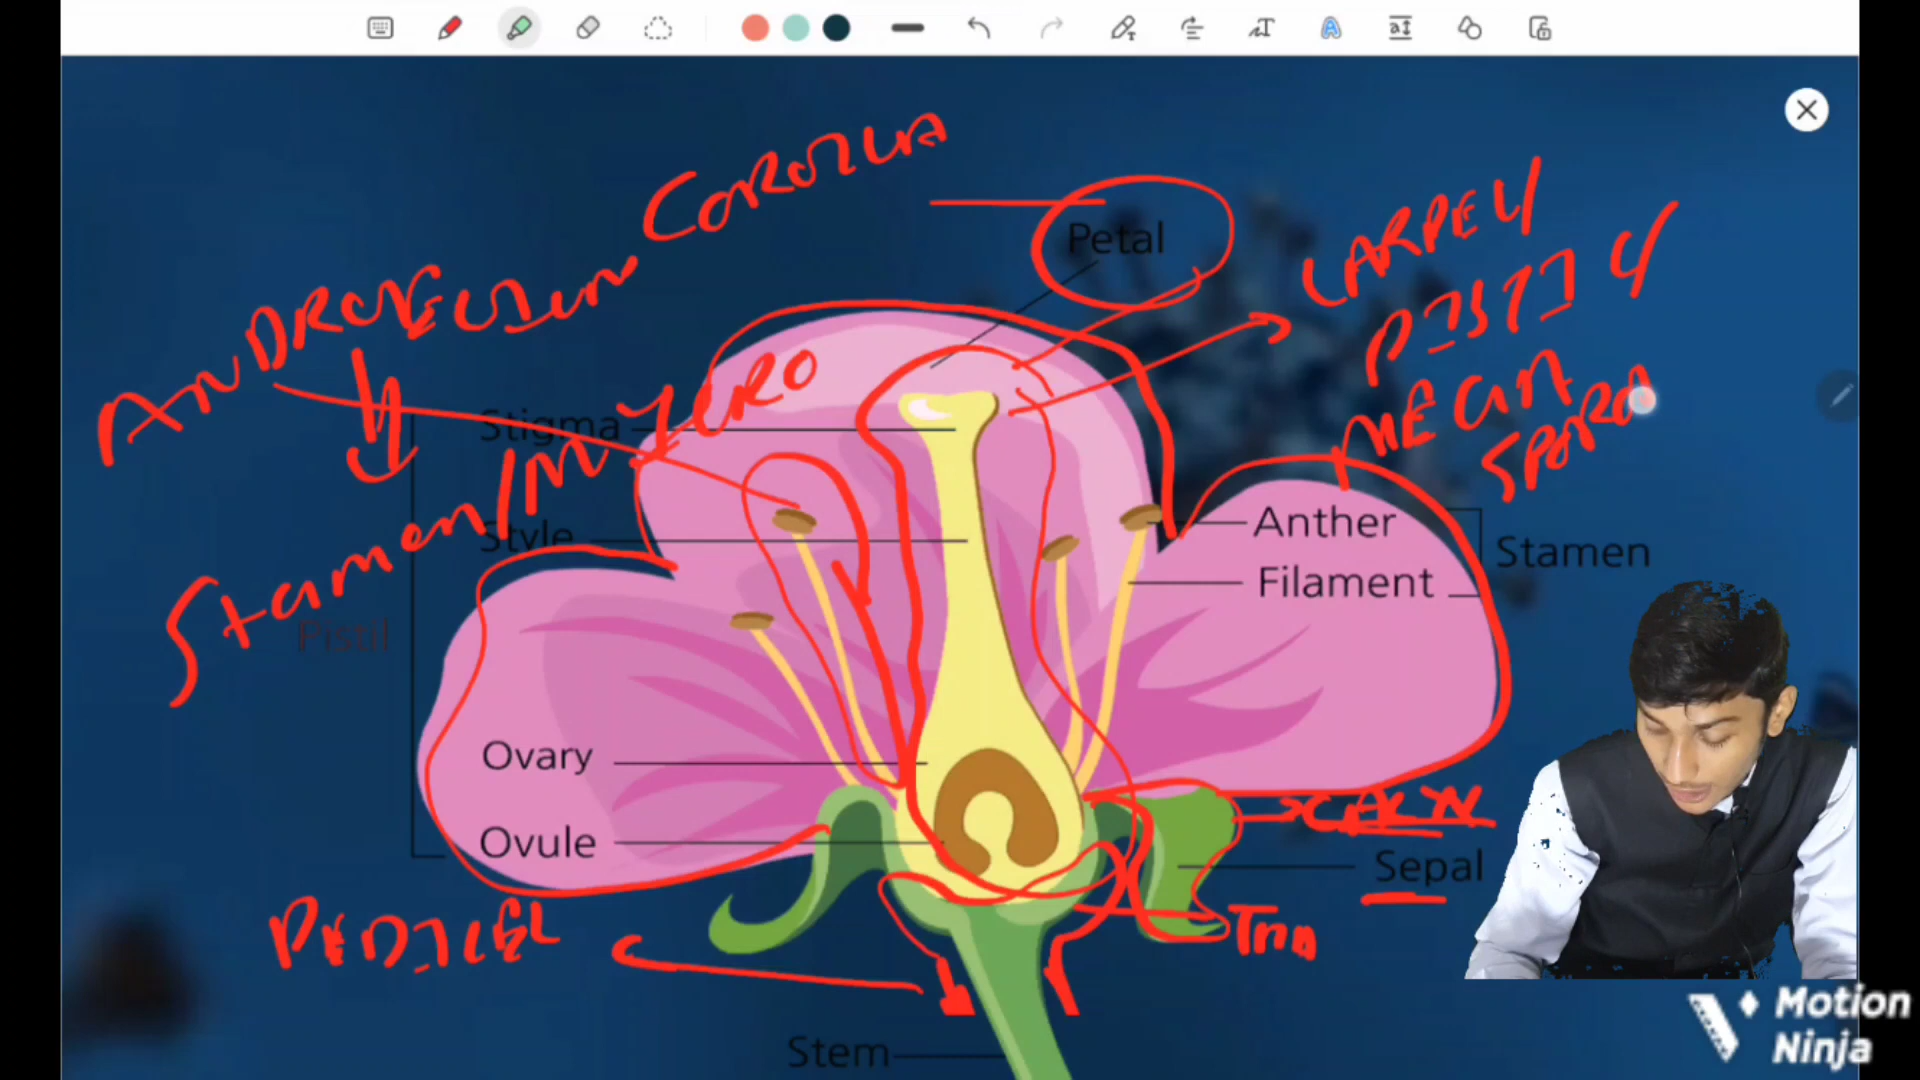 COROLLA
Petal
CARPEL
PISTIL
MEGA
SPORO
ANDROECIUM
Stigma
Stamen/MICRO
Style
Anther
Filament
Stamen
Pistil
Ovary
Ovule
Sepal
PEDICEL
Stem
Motion
Ninja